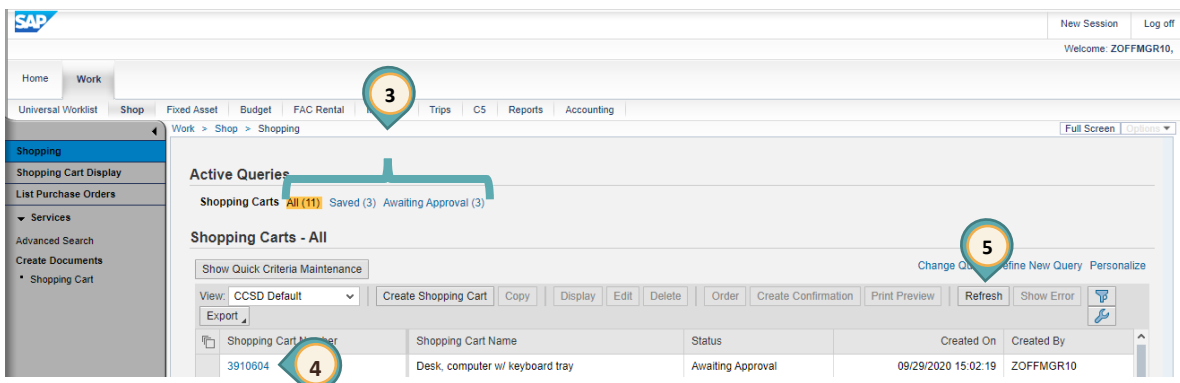 SAP
New Session Log off
Welcome: ZOFFMGR10,
Home Work
3
Universal Worklist Shop Fixed Asset Budget FAC Rental Trips C5 Reports Accounting
Work > Shop > Shopping Full Screen Options
Shopping
Shopping Cart Display
List Purchase Orders
Services
Advanced Search
Create Documents
Shopping Cart
Active Queries
Shopping Carts All (11) Saved (3) Awaiting Approval (3)
Shopping Carts - All
5
Show Quick Criteria Maintenance Change New Query Personalize
View: CCSD Default Create Shopping Cart Copy Display Edit Delete Order Create Confirmation Print Preview Refresh Show Error
Export
Shopping Cart Number Shopping Cart Name Status Created On Created By
3910604 4 Desk, computer w/ keyboard tray Awaiting Approval 09/29/2020 15:02:19 ZOFFMGR10